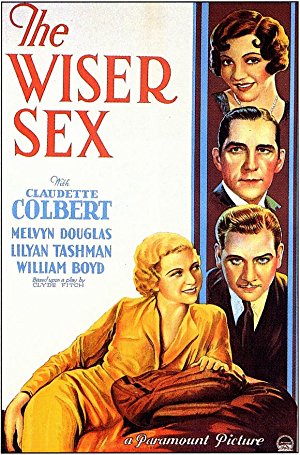 The
WISER
SEX
With
CLAUDETTE
COLBERT
MELVYN DOUGLAS
LILYAN TASHMAN
WILLIAM BOYD
Based upon a play by
CLYDE FITCH
a Paramount Picture